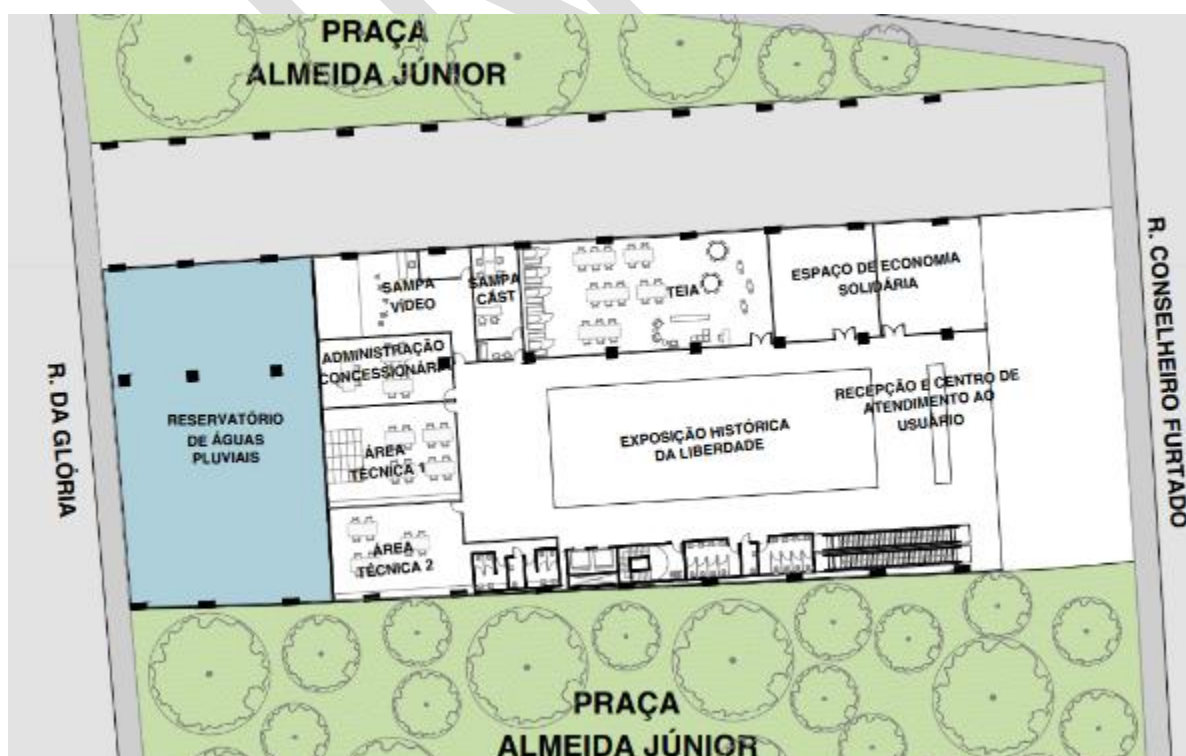 PRAÇA
ALMEIDA JÚNIOR
R. DA GLÓRIA
RESERVATÓRIO
DE ÁGUAS
PLUVIAIS
SAMPA
VÍDEO
SAMPA
CAST
TEIA
ESPAÇO DE ECONOMIA
SOLIDÁRIA
ADMINISTRAÇÃO
CONCESSIONÁRIA
ÁREA
TÉCNICA 1
ÁREA
TÉCNICA 2
EXPOSIÇÃO HISTÓRICA
DA LIBERDADE
RECEPÇÃO E CENTRO DE
ATENDIMENTO AO
USUÁRIO
R. CONSELHEIRO FURTADO
PRAÇA
ALMEIDA JÚNIOR